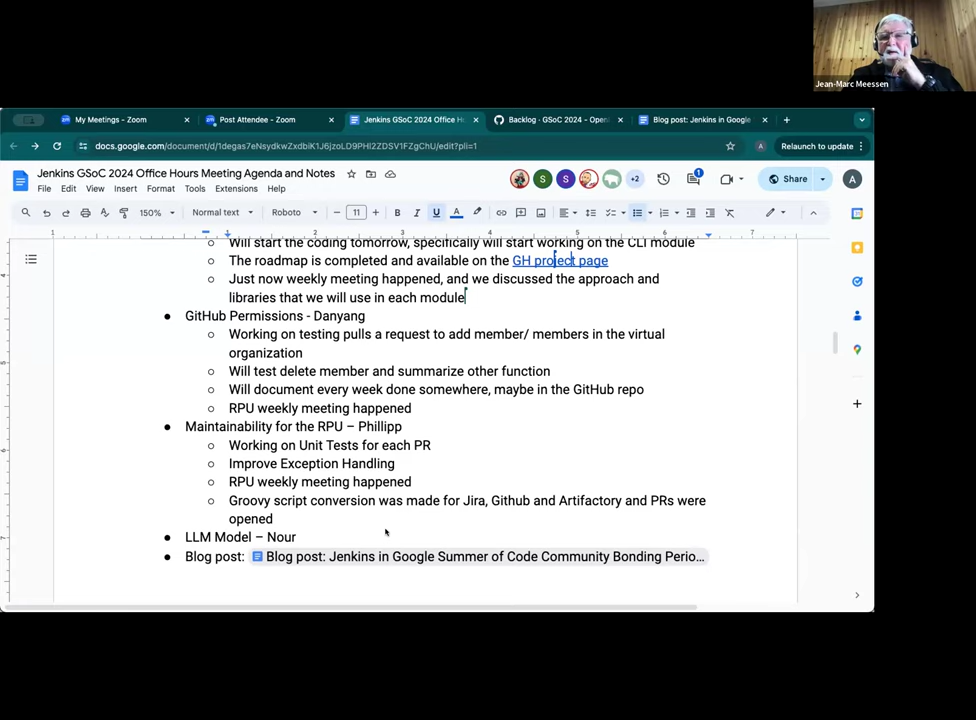 Jean-Marc Meessen
My Meetings - Zoom
Post Attendee - Zoom
Jenkins GSoC 2024 Office H
Backlog · GSoC 2024 - Open
Blog post: Jenkins in Google
docs.google.com/document/d/1degas7eNsydkwZxdbiK1J6jzoLD9PHI2ZDSV1FZgChU/edit?pli=1
Relaunch to update
Jenkins GSoC 2024 Office Hours Meeting Agenda and Notes
File Edit View Insert Format Tools Extensions Help
+2
1
Share
A
150%
Normal text
Roboto
11
B I U A
Will start the coding tomorrow, specifically will start working on the CLI module
The roadmap is completed and available on the GH project page
Just now weekly meeting happened, and we discussed the approach and
libraries that we will use in each module
GitHub Permissions - Danyang
Working on testing pulls a request to add member/ members in the virtual
organization
Will test delete member and summarize other function
Will document every week done somewhere, maybe in the GitHub repo
RPU weekly meeting happened
Maintainability for the RPU – Phillipp
Working on Unit Tests for each PR
Improve Exception Handling
RPU weekly meeting happened
Groovy script conversion was made for Jira, Github and Artifactory and PRs were
opened
LLM Model – Nour
Blog post: Blog post: Jenkins in Google Summer of Code Community Bonding Perio...